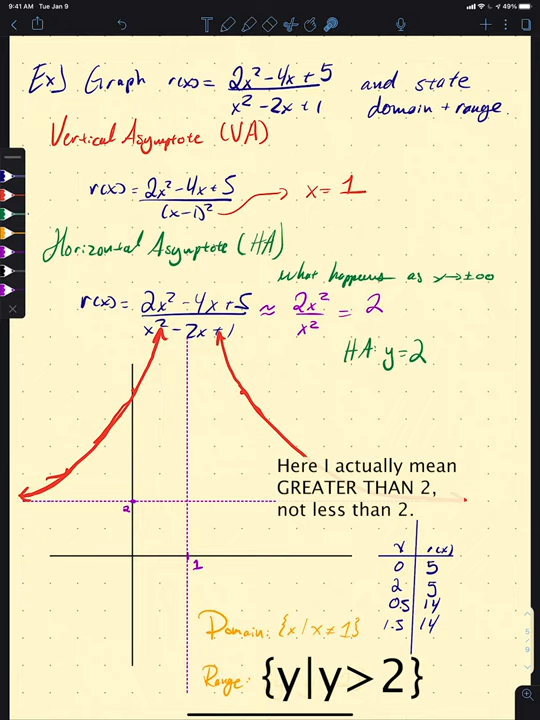 9:41 AM Tue Jan 9
49%
Ex) Graph r(x) = 2x² - 4x + 5 / x² - 2x + 1 and state
domain + range.
Vertical Asymptote (VA)
r(x) = 2x² - 4x + 5 / (x-1)² → x = 1
Horizontal Asymptote (HA)
what happens as x→±∞
r(x) = 2x² - 4x + 5 / x² - 2x + 1 ≈ 2x² / x² = 2
HA: y = 2
Here I actually mean
GREATER THAN 2,
not less than 2.
2
1
x | r(x)
0 | 5
2 | 5
0.5 | 14
1.5 | 14
Domain: {x | x ≠ 1}
Range: {y|y>2}
5
9